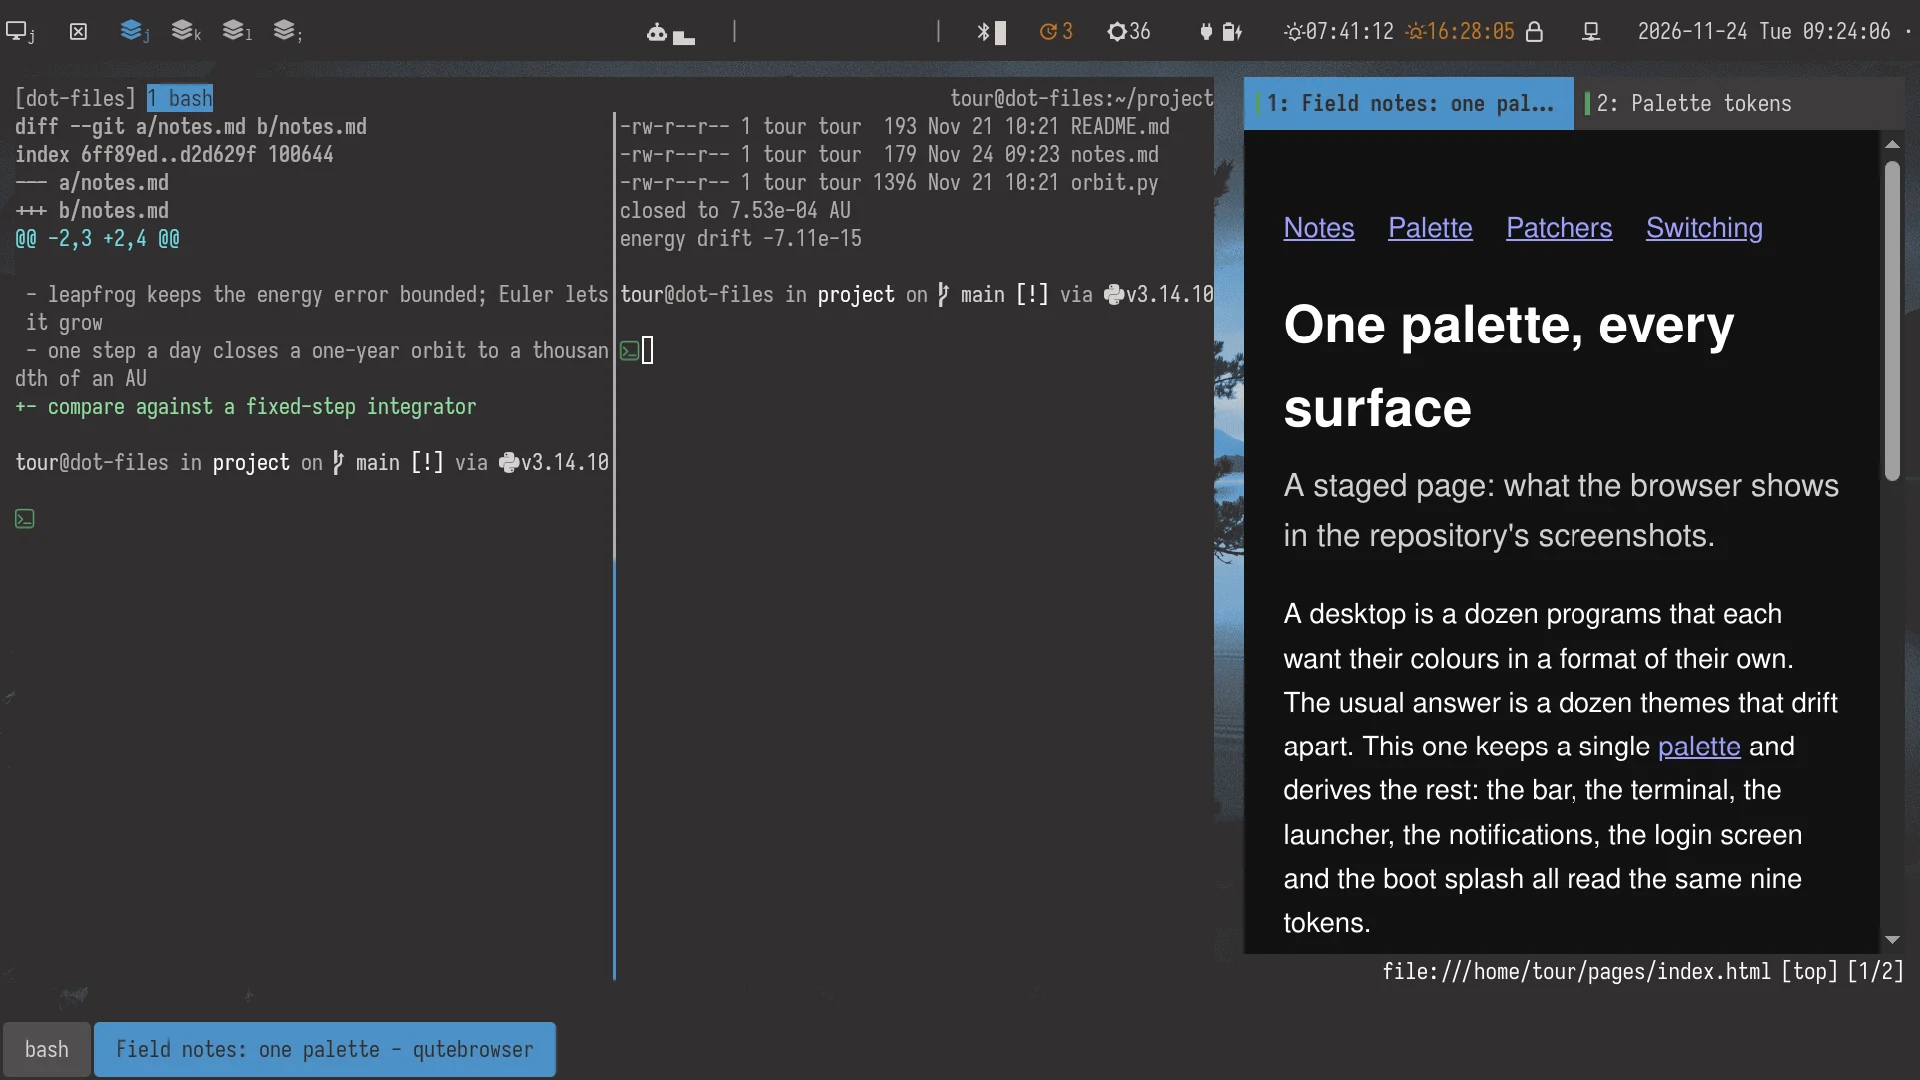 j
j k l ;
3
36
07:41:12 16:28:05
2026-11-24 Tue 09:24:06
[dot-files] 1 bash
tour@dot-files:~/project
diff --git a/notes.md b/notes.md
index 6ff89ed..d2d629f 100644
--- a/notes.md
+++ b/notes.md
@@ -2,3 +2,4 @@
- leapfrog keeps the energy error bounded; Euler lets
it grow
- one step a day closes a one-year orbit to a thousan
dth of an AU
+- compare against a fixed-step integrator
tour@dot-files in project on main [!] via v3.14.10
-rw-r--r-- 1 tour tour 193 Nov 21 10:21 README.md
-rw-r--r-- 1 tour tour 179 Nov 24 09:23 notes.md
-rw-r--r-- 1 tour tour 1396 Nov 21 10:21 orbit.py
closed to 7.53e-04 AU
energy drift -7.11e-15
tour@dot-files in project on main [!] via v3.14.10
1: Field notes: one pal... 2: Palette tokens
Notes Palette Patchers Switching
One palette, every
surface
A staged page: what the browser shows
in the repository's screenshots.
A desktop is a dozen programs that each
want their colours in a format of their own.
The usual answer is a dozen themes that drift
apart. This one keeps a single palette and
derives the rest: the bar, the terminal, the
launcher, the notifications, the login screen
and the boot splash all read the same nine
tokens.
file:///home/tour/pages/index.html [top] [1/2]
bash
Field notes: one palette - qutebrowser